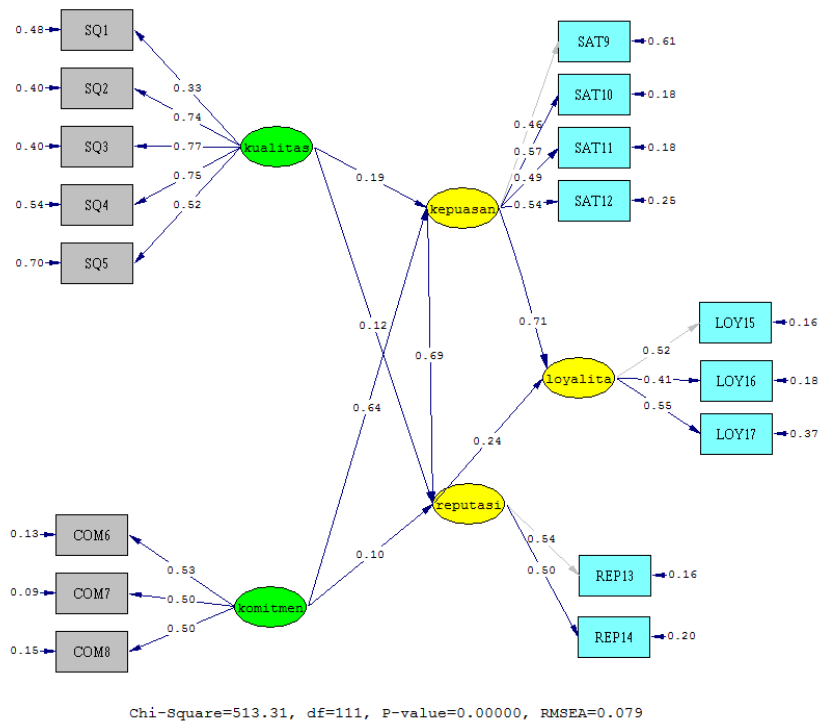 0.48 SQ1
0.40 SQ2
0.40 SQ3
0.54 SQ4
0.70 SQ5
0.33
0.74
0.77
0.75
0.52
kualitas
0.13 COM6
0.09 COM7
0.15 COM8
0.53
0.50
0.50
komitmen
0.19
0.12
0.64
0.10
0.69
kepuasan
reputasi
0.46
0.57
0.49
0.54
SAT9 0.61
SAT10 0.18
SAT11 0.18
SAT12 0.25
0.71
0.24
loyalita
0.52
0.41
0.55
LOY15 0.16
LOY16 0.18
LOY17 0.37
0.54
0.50
REP13 0.16
REP14 0.20
Chi-Square=513.31, df=111, P-value=0.00000, RMSEA=0.079